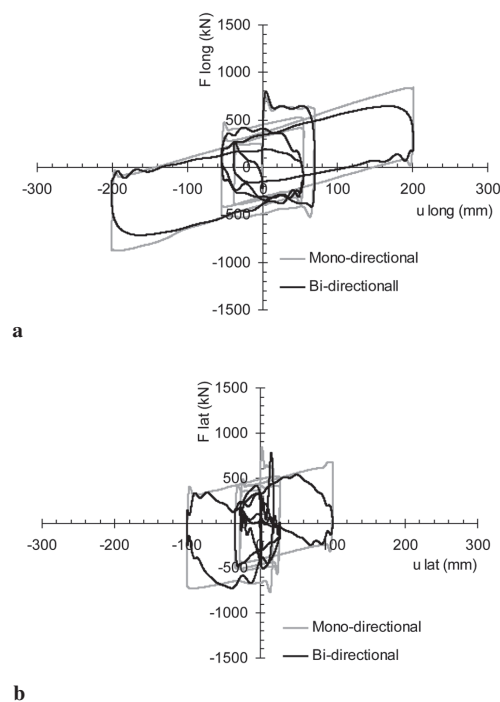 1500
F long (kN)
1000
500
-300 -200 -100 0 100 200 300
u long (mm)
-500
Mono-directional
-1000
Bi-directionall
-1500
a
1500
F lat (kN)
1000
500
0
-300 -200 -100 0 100 200 300
u lat (mm)
-500
-1000
Mono-directional
Bi-directional
-1500
b